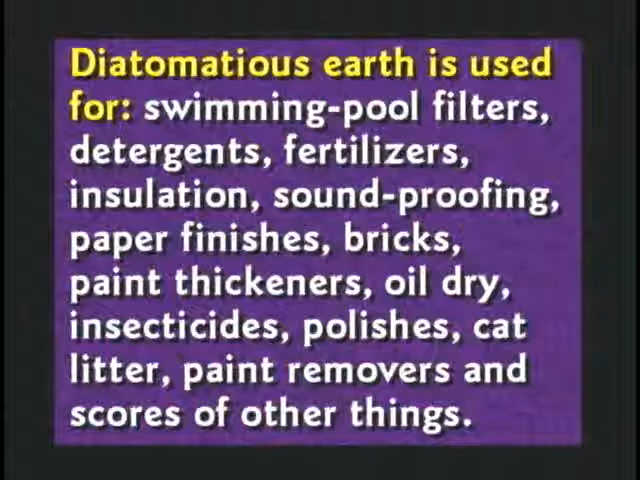 Diatomatious earth is used
for: swimming-pool filters,
detergents, fertilizers,
insulation, sound-proofing,
paper finishes, bricks,
paint thickeners, oil dry,
insecticides, polishes, cat
litter, paint removers and
scores of other things.